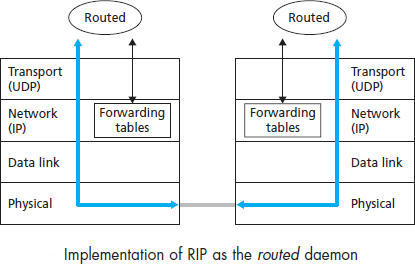 Routed
Routed
Transport
(UDP)
Network
(IP)
Forwarding
tables
Data link
Physical
Transport
(UDP)
Forwarding
tables
Network
(IP)
Data link
Physical
Implementation of RIP as the routed daemon